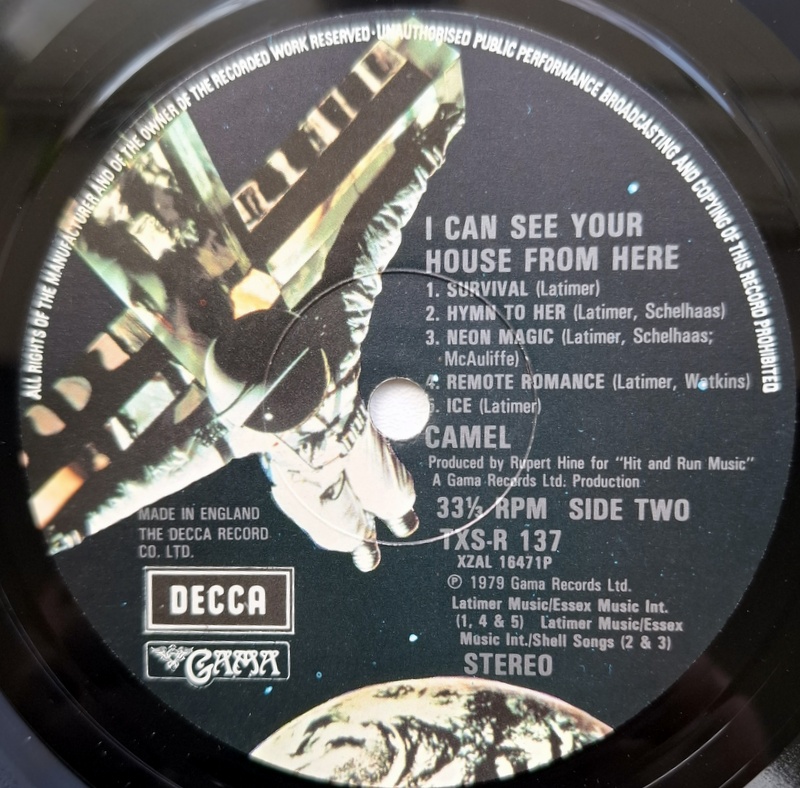 ALL RIGHTS OF THE MANUFACTURER AND OF THE OWNER OF THE RECORDED WORK RESERVED · UNAUTHORISED PUBLIC PERFORMANCE BROADCASTING AND COPYING OF THIS RECORD PROHIBITED
I CAN SEE YOUR
HOUSE FROM HERE
1. SURVIVAL (Latimer)
2. HYMN TO HER (Latimer, Schelhaas)
3. NEON MAGIC (Latimer, Schelhaas;
McAuliffe)
4. REMOTE ROMANCE (Latimer, Watkins)
5. ICE (Latimer)
CAMEL
Produced by Rupert Hine for "Hit and Run Music"
A Gama Records Ltd. Production
33⅓ RPM SIDE TWO
TXS-R 137
XZAL 16471P
℗ 1979 Gama Records Ltd.
Latimer Music/Essex Music Int.
(1, 4 & 5) Latimer Music/Essex
Music Int./Shell Songs (2 & 3)
STEREO
MADE IN ENGLAND
THE DECCA RECORD
CO. LTD.
DECCA
GAMA